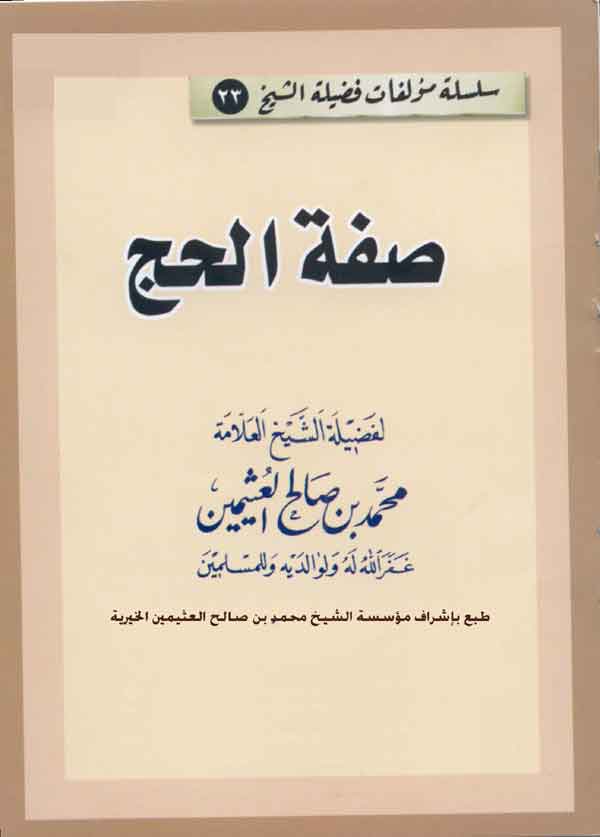 سلسلة مؤلفات فضيلة الشيخ ٢٣
صفة الحج
لفضيلة الشيخ العلامة
محمد بن صالح العثيمين
غفر الله له ولوالديه وللمسلمين
طبع بإشراف مؤسسة الشيخ محمد بن صالح العثيمين الخيرية